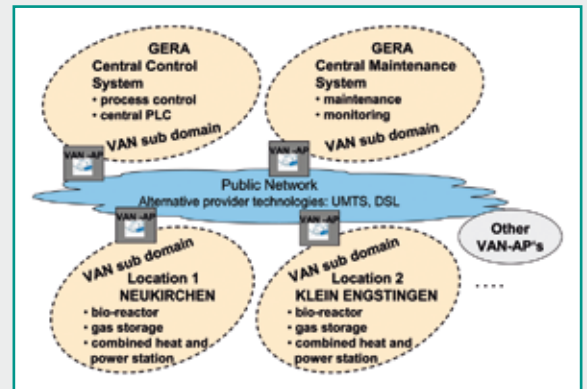 GERA
Central Control
System
• process control
• central PLC
VAN sub domain
VAN -AP
GERA
Central Maintenance
System
• maintenance
• monitoring
VAN sub domain
VAN -AP
Public Network
Alternative provider technologies: UMTS, DSL
VAN -AP
VAN sub domain
Location 1
NEUKIRCHEN
• bio-reactor
• gas storage
• combined heat and
power station
VAN -AP
VAN sub domain
Location 2
KLEIN ENGSTINGEN
• bio-reactor
• gas storage
• combined heat and
power station
Other
VAN-AP's
....